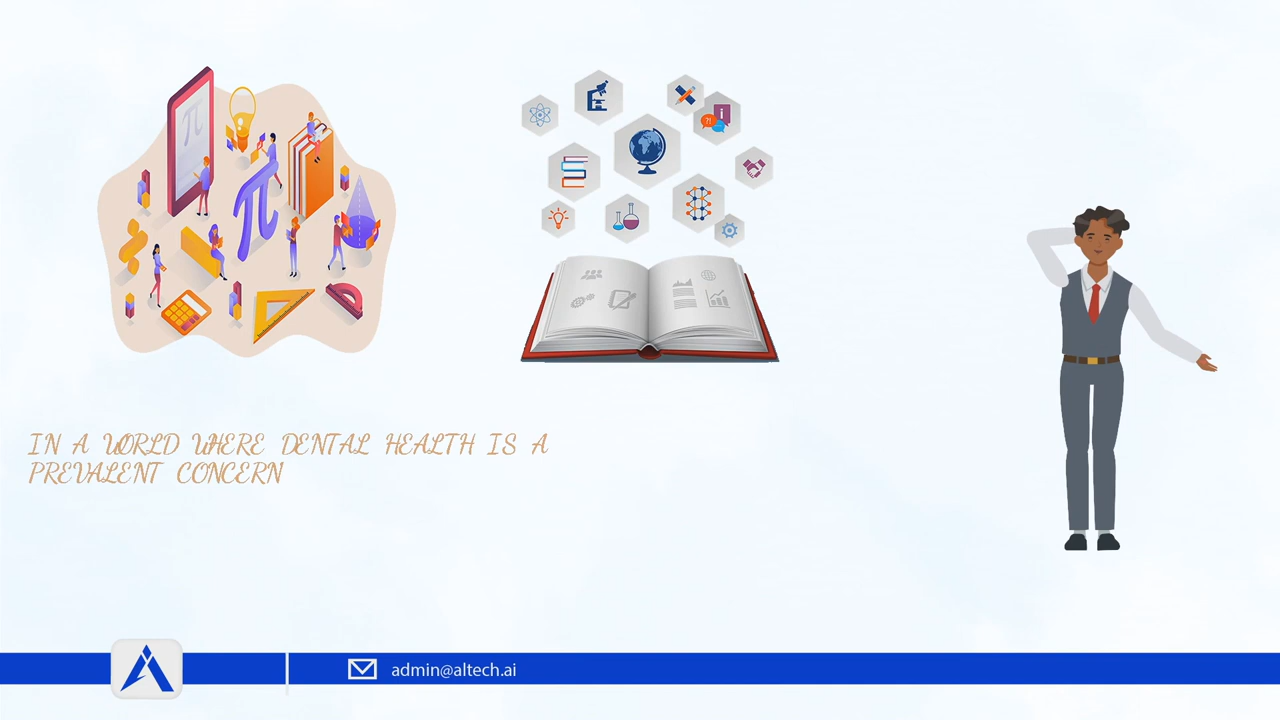 π
π
?!
i
IN A WORLD WHERE DENTAL HEALTH IS A
PREVALENT CONCERN
admin@altech.ai